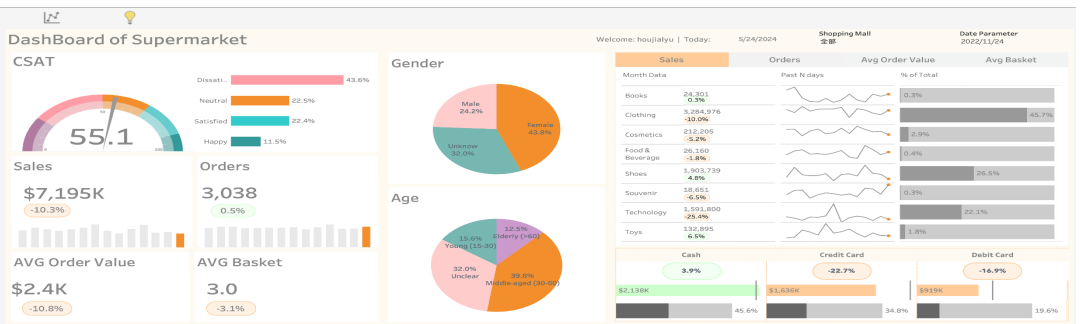 DashBoard of Supermarket
Welcome: houjialyu | Today: 5/24/2024
Shopping Mall
全部
Date Parameter
2022/11/24
CSAT
50
0
55.1
Dissati.. 43.6%
Neutral 22.5%
Satisfied 22.4%
Happy 11.5%
Sales
$7,195K
-10.3%
Orders
3,038
0.5%
AVG Order Value
$2.4K
-10.8%
AVG Basket
3.0
-3.1%
Gender
Male
24.2%
Female
43.8%
Unknow
32.0%
Age
12.5%
Elderly (>60)
15.6%
Young (15-30)
32.0%
Unclear
39.8%
Middle-aged (30-60)
Sales Orders Avg Order Value Avg Basket
Month Data Past N days % of Total
Books 24,301 0.3%
0.3%
Clothing 3,284,976 45.7%
-10.0%
Cosmetics 212,205 2.9%
-5.2%
Food & Beverage 26,160 0.4%
-1.8%
Shoes 1,903,739 26.5%
4.8%
Souvenir 18,651 0.3%
-6.5%
Technology 1,591,800 22.1%
-25.4%
Toys 132,895 1.8%
6.5%
Cash Credit Card Debit Card
3.9% -22.7% -16.9%
$2,138K $1,636K $919K
45.6% 34.8% 19.6%